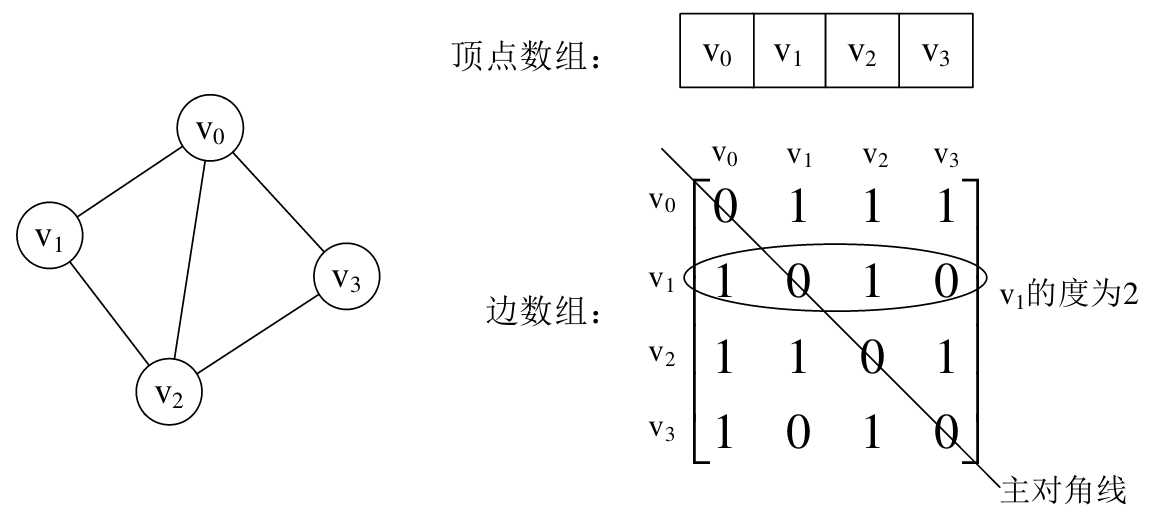 顶点数组： v₀ v₁ v₂ v₃
v₀
v₁
v₃
v₂
边数组：
v₀ v₁ v₂ v₃
v₀ 0 1 1 1
v₁ 1 0 1 0 v₁的度为2
v₂ 1 1 0 1
v₃ 1 0 1 0
主对角线